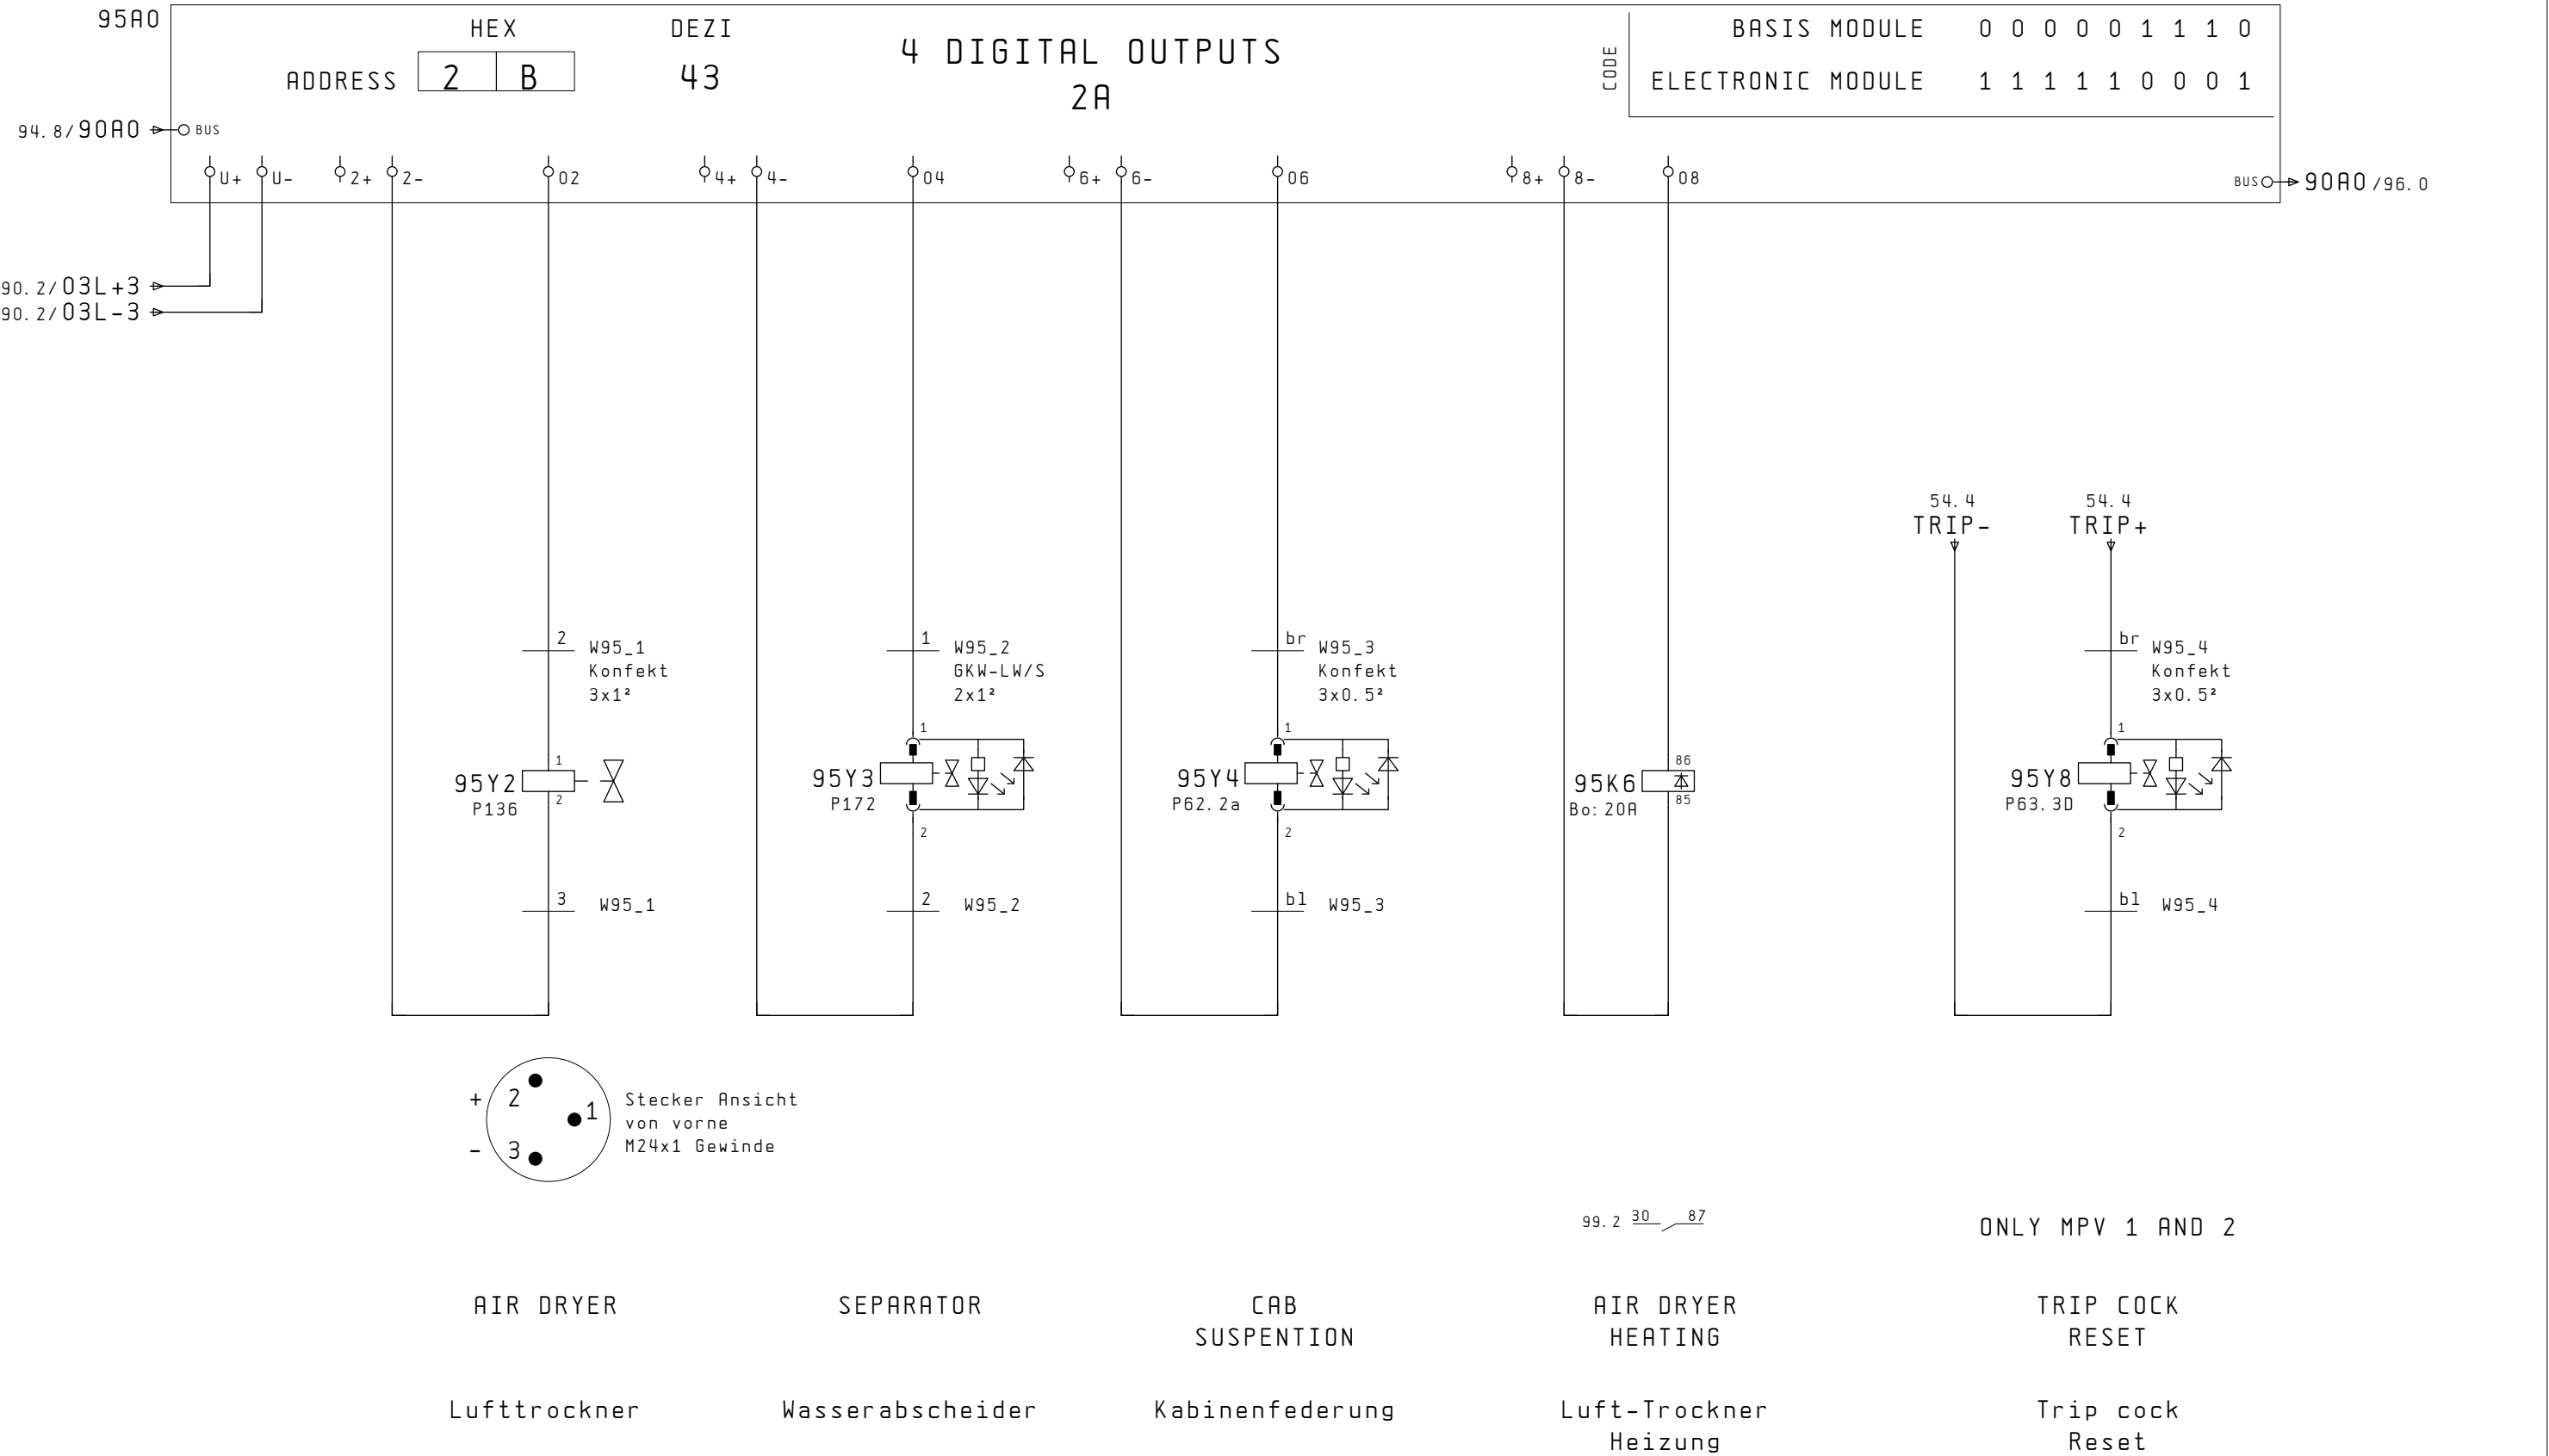 95A0
HEX DEZI
4 DIGITAL OUTPUTS
2A
ADDRESS 2 B 43
CODE
BASIS MODULE 0 0 0 0 0 1 1 1 0
ELECTRONIC MODULE 1 1 1 1 1 0 0 0 1
94.8/90A0 BUS
U+ U- 2+ 2- 02 4+ 4- 04 6+ 6- 06 8+ 8- 08
BUS 90A0/96.0
90.2/03L+3
90.2/03L-3
54.4 54.4
TRIP- TRIP+
2 W95_1
Konfekt
3x1²
1 W95_2
GKW-LW/S
2x1²
br W95_3
Konfekt
3x0.5²
br W95_4
Konfekt
3x0.5²
1
95Y2
P136
2
1
95Y3
P172
2
1
95Y4
P62.2a
2
86
95K6
85
Bo:20A
1
95Y8
P63.3D
2
3 W95_1
2 W95_2
bl W95_3
bl W95_4
+ 2
1
- 3
Stecker Ansicht
von vorne
M24x1 Gewinde
99.2 30 87
ONLY MPV 1 AND 2
AIR DRYER
SEPARATOR
CAB
SUSPENTION
AIR DRYER
HEATING
TRIP COCK
RESET
Lufttrockner
Wasserabscheider
Kabinenfederung
Luft-Trockner
Heizung
Trip cock
Reset